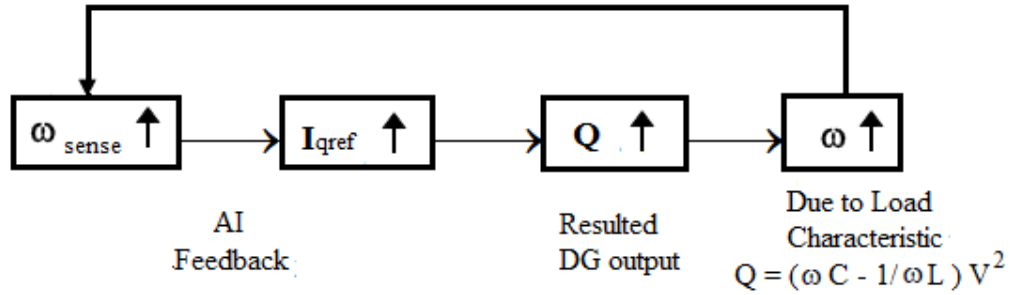 ω sense ↑
Iqref ↑
Q ↑
ω ↑
AI
Feedback
Resulted
DG output
Due to Load
Characteristic
Q = (ω C - 1/ω L ) V²